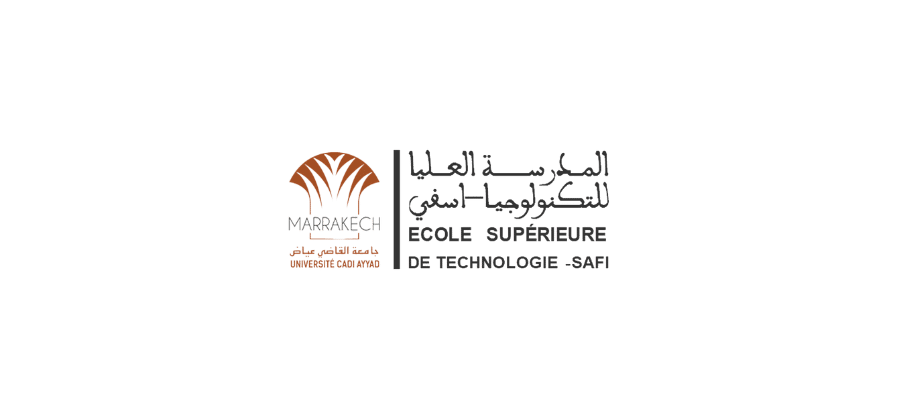 MARRAKECH
جامعة القاضي عياض
UNIVERSITÉ CADI AYYAD
المدرسة العليا
للتكنولوجيا-اسفي
ECOLE SUPÉRIEURE
DE TECHNOLOGIE -SAFI